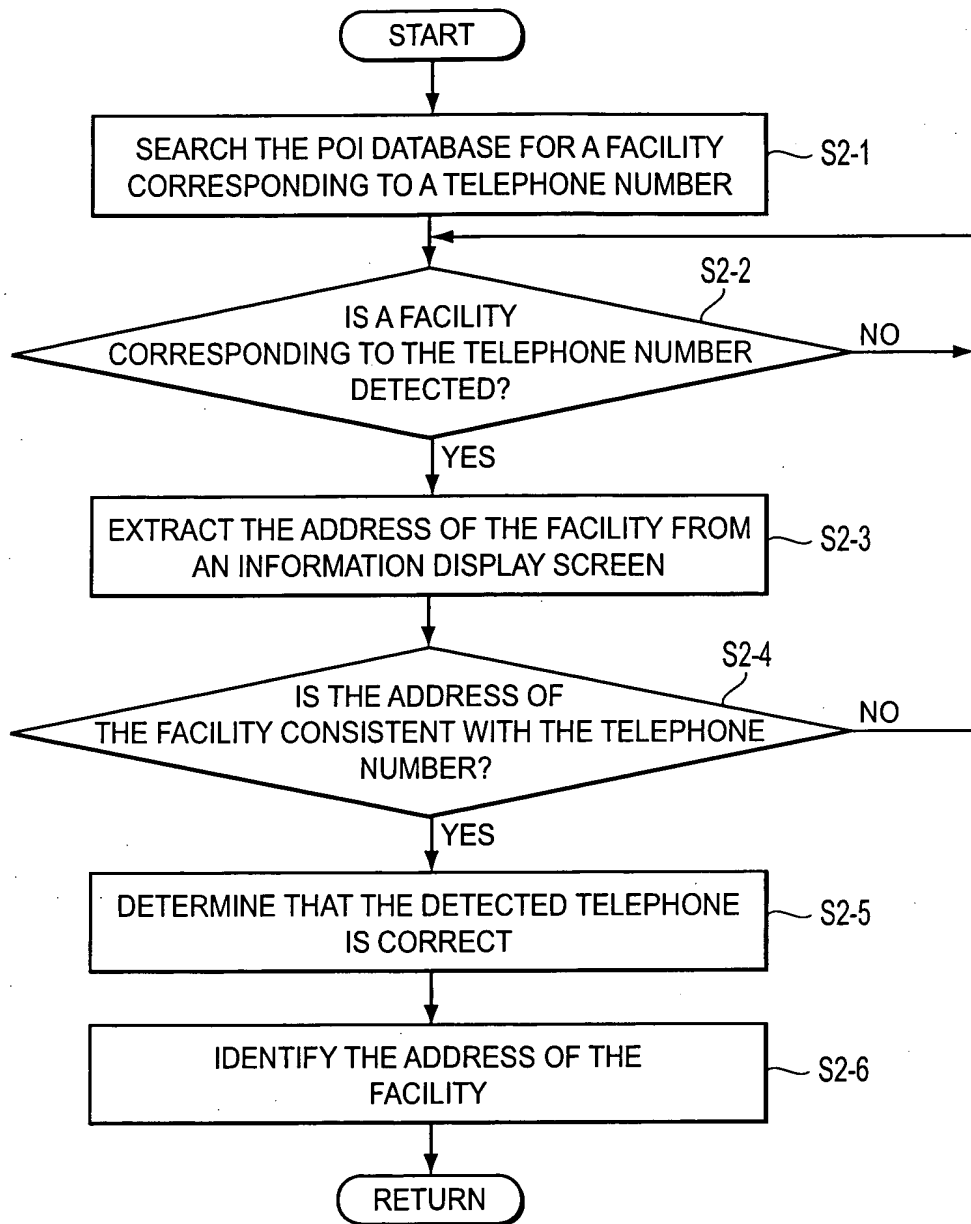 START
SEARCH THE POI DATABASE FOR A FACILITY
CORRESPONDING TO A TELEPHONE NUMBER
S2-1
S2-2
IS A FACILITY
CORRESPONDING TO THE TELEPHONE NUMBER
DETECTED?
NO
YES
EXTRACT THE ADDRESS OF THE FACILITY FROM
AN INFORMATION DISPLAY SCREEN
S2-3
S2-4
IS THE ADDRESS OF
THE FACILITY CONSISTENT WITH THE TELEPHONE
NUMBER?
NO
YES
DETERMINE THAT THE DETECTED TELEPHONE
IS CORRECT
S2-5
IDENTIFY THE ADDRESS OF THE
FACILITY
S2-6
RETURN